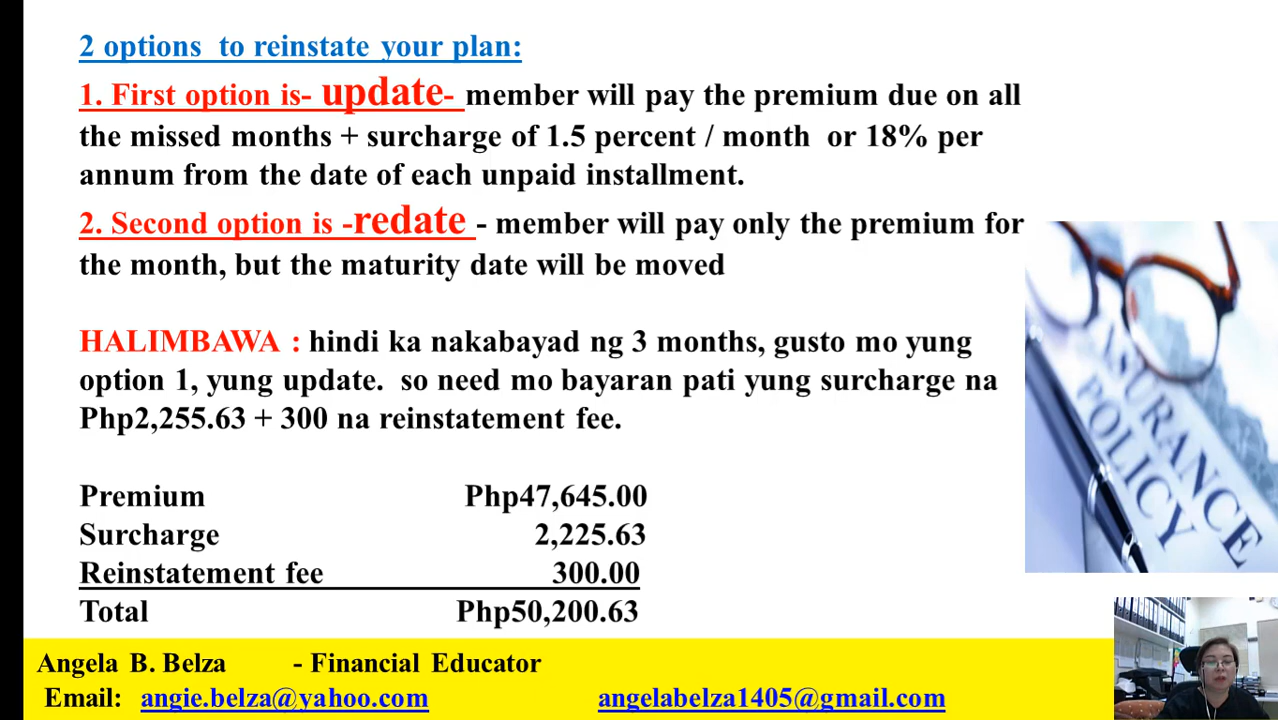 2 options to reinstate your plan:
1. First option is- update- member will pay the premium due on all
the missed months + surcharge of 1.5 percent / month or 18% per
annum from the date of each unpaid installment.
2. Second option is -redate - member will pay only the premium for
the month, but the maturity date will be moved
HALIMBAWA : hindi ka nakabayad ng 3 months, gusto mo yung
option 1, yung update. so need mo bayaran pati yung surcharge na
Php2,255.63 + 300 na reinstatement fee.
Premium Php47,645.00
Surcharge 2,225.63
Reinstatement fee 300.00
Total Php50,200.63
INSURANCE
POLICY
Angela B. Belza - Financial Educator
Email: angie.belza@yahoo.com angelabelza1405@gmail.com